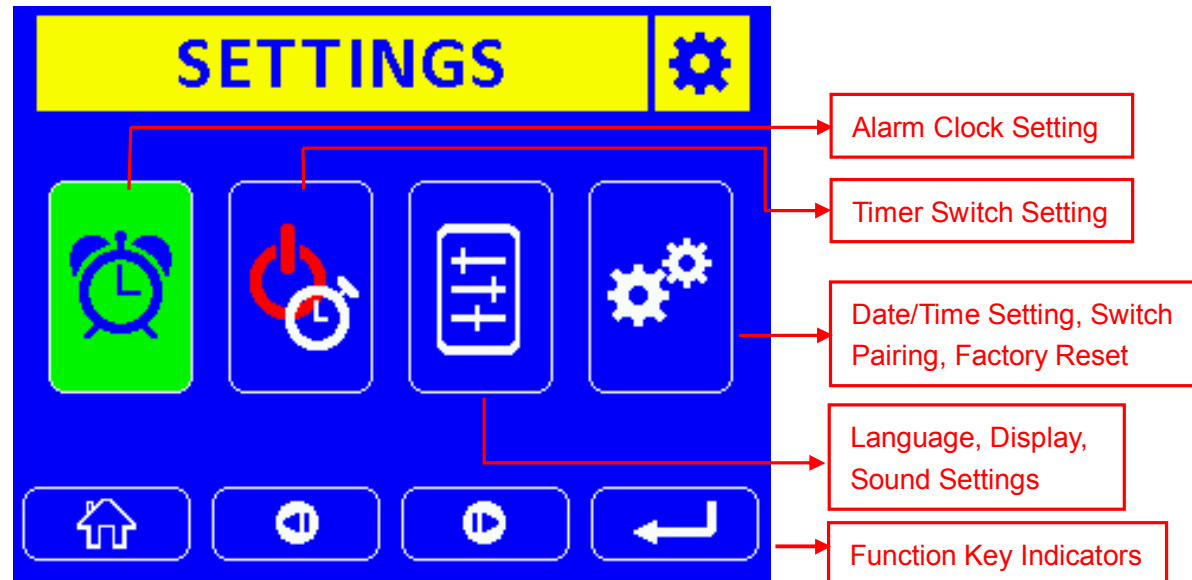 SETTINGS
Alarm Clock Setting
Timer Switch Setting
Date/Time Setting, Switch
Pairing, Factory Reset
Language, Display,
Sound Settings
Function Key Indicators